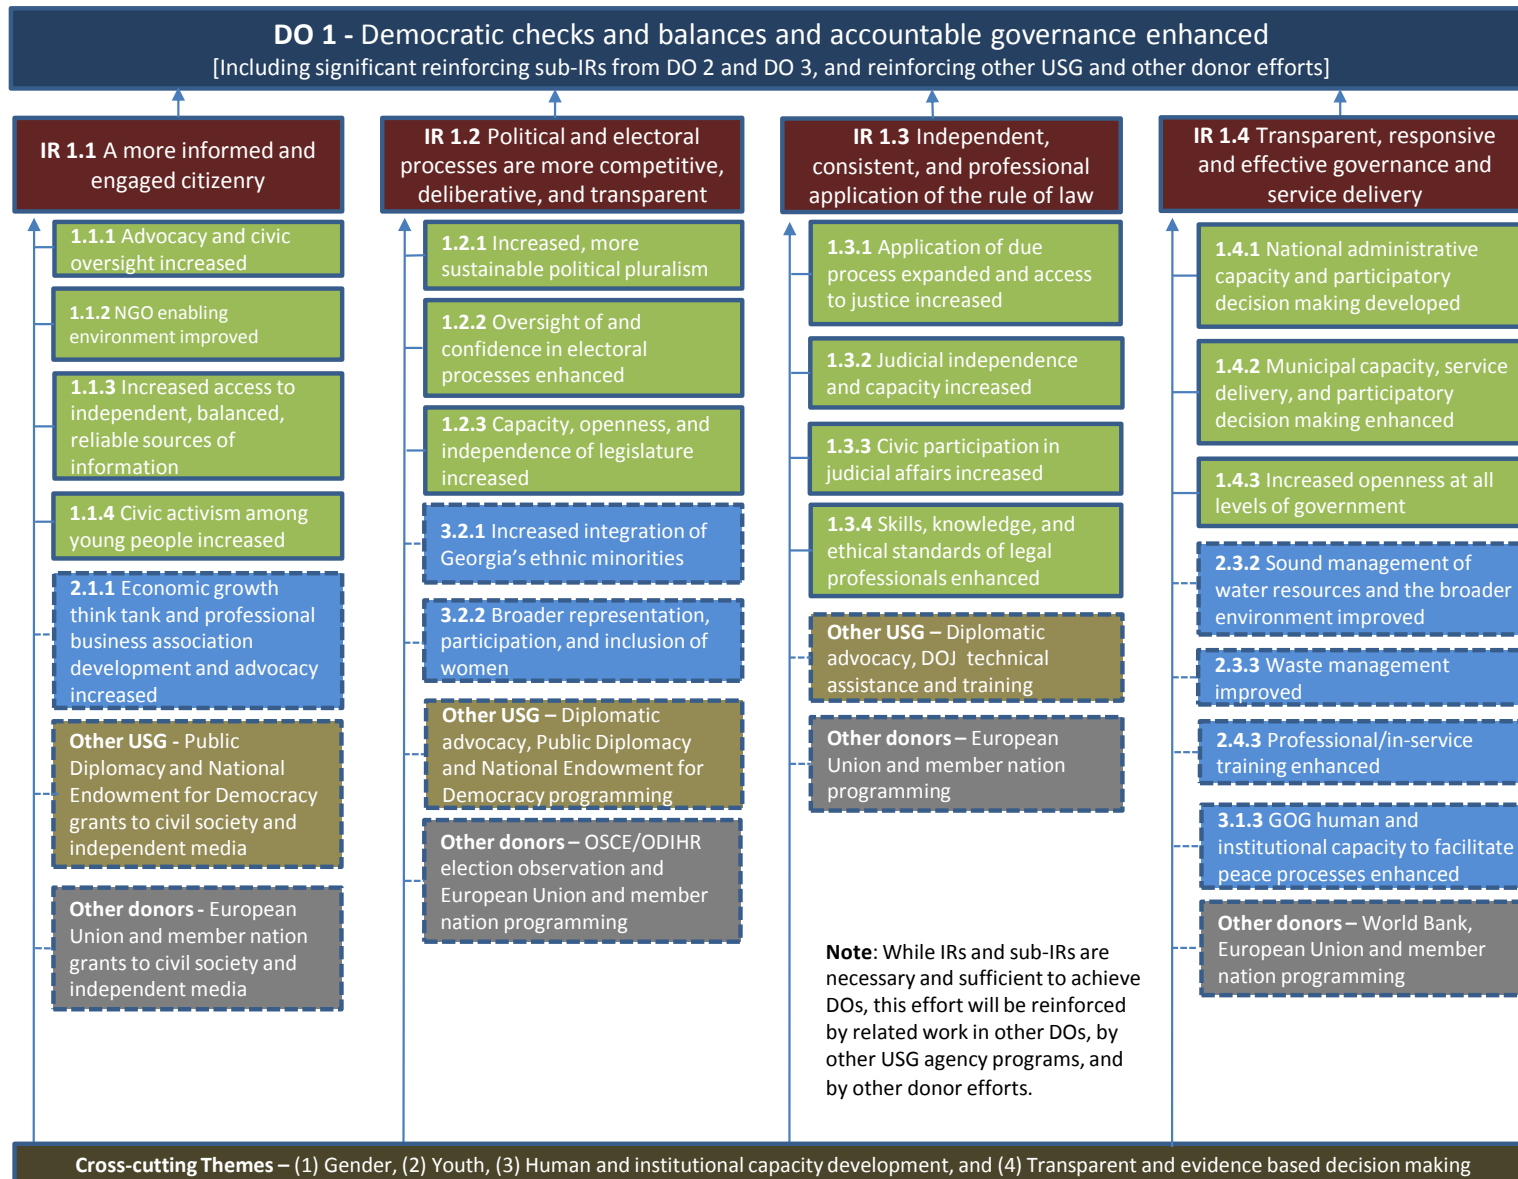 DO 1 - Democratic checks and balances and accountable governance enhanced
[Including significant reinforcing sub-IRs from DO 2 and DO 3, and reinforcing other USG and other donor efforts]
IR 1.1 A more informed and
engaged citizenry
1.1.1 Advocacy and civic
oversight increased
1.1.2 NGO enabling
environment improved
1.1.3 Increased access to
independent, balanced,
reliable sources of
information
1.1.4 Civic activism among
young people increased
2.1.1 Economic growth
think tank and professional
business association
development and advocacy
increased
Other USG - Public
Diplomacy and National
Endowment for Democracy
grants to civil society and
independent media
Other donors - European
Union and member nation
grants to civil society and
independent media
IR 1.2 Political and electoral
processes are more competitive,
deliberative, and transparent
1.2.1 Increased, more
sustainable political pluralism
1.2.2 Oversight of and
confidence in electoral
processes enhanced
1.2.3 Capacity, openness, and
independence of legislature
increased
3.2.1 Increased integration of
Georgia’s ethnic minorities
3.2.2 Broader representation,
participation, and inclusion of
women
Other USG – Diplomatic
advocacy, Public Diplomacy
and National Endowment for
Democracy programming
Other donors – OSCE/ODIHR
election observation and
European Union and member
nation programming
IR 1.3 Independent,
consistent, and professional
application of the rule of law
1.3.1 Application of due
process expanded and access
to justice increased
1.3.2 Judicial independence
and capacity increased
1.3.3 Civic participation in
judicial affairs increased
1.3.4 Skills, knowledge, and
ethical standards of legal
professionals enhanced
Other USG – Diplomatic
advocacy, DOJ technical
assistance and training
Other donors – European
Union and member nation
programming
Note: While IRs and sub-IRs are
necessary and sufficient to achieve
DOs, this effort will be reinforced
by related work in other DOs, by
other USG agency programs, and
by other donor efforts.
IR 1.4 Transparent, responsive
and effective governance and
service delivery
1.4.1 National administrative
capacity and participatory
decision making developed
1.4.2 Municipal capacity, service
delivery, and participatory
decision making enhanced
1.4.3 Increased openness at all
levels of government
2.3.2 Sound management of
water resources and the broader
environment improved
2.3.3 Waste management
improved
2.4.3 Professional/in-service
training enhanced
3.1.3 GOG human and
institutional capacity to facilitate
peace processes enhanced
Other donors – World Bank,
European Union and member
nation programming
Cross-cutting Themes – (1) Gender, (2) Youth, (3) Human and institutional capacity development, and (4) Transparent and evidence based decision making